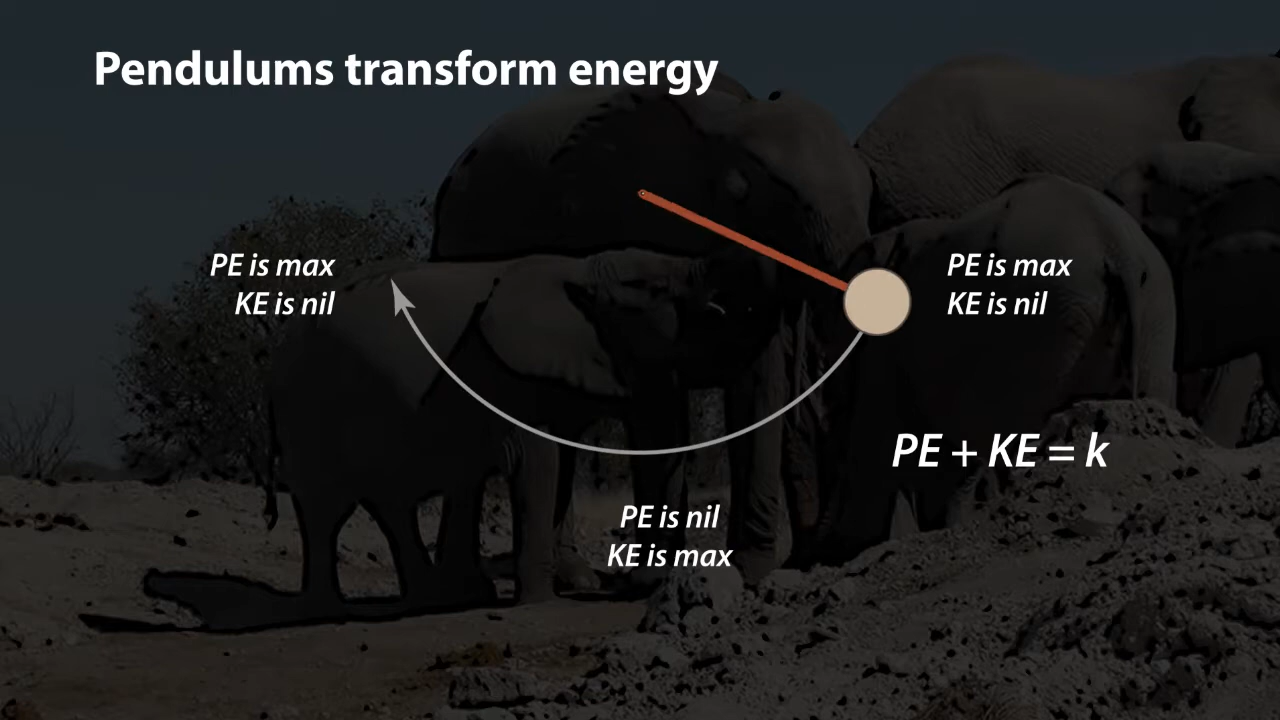 Pendulums transform energy
PE is max
KE is nil
PE is max
KE is nil
PE + KE = k
PE is nil
KE is max